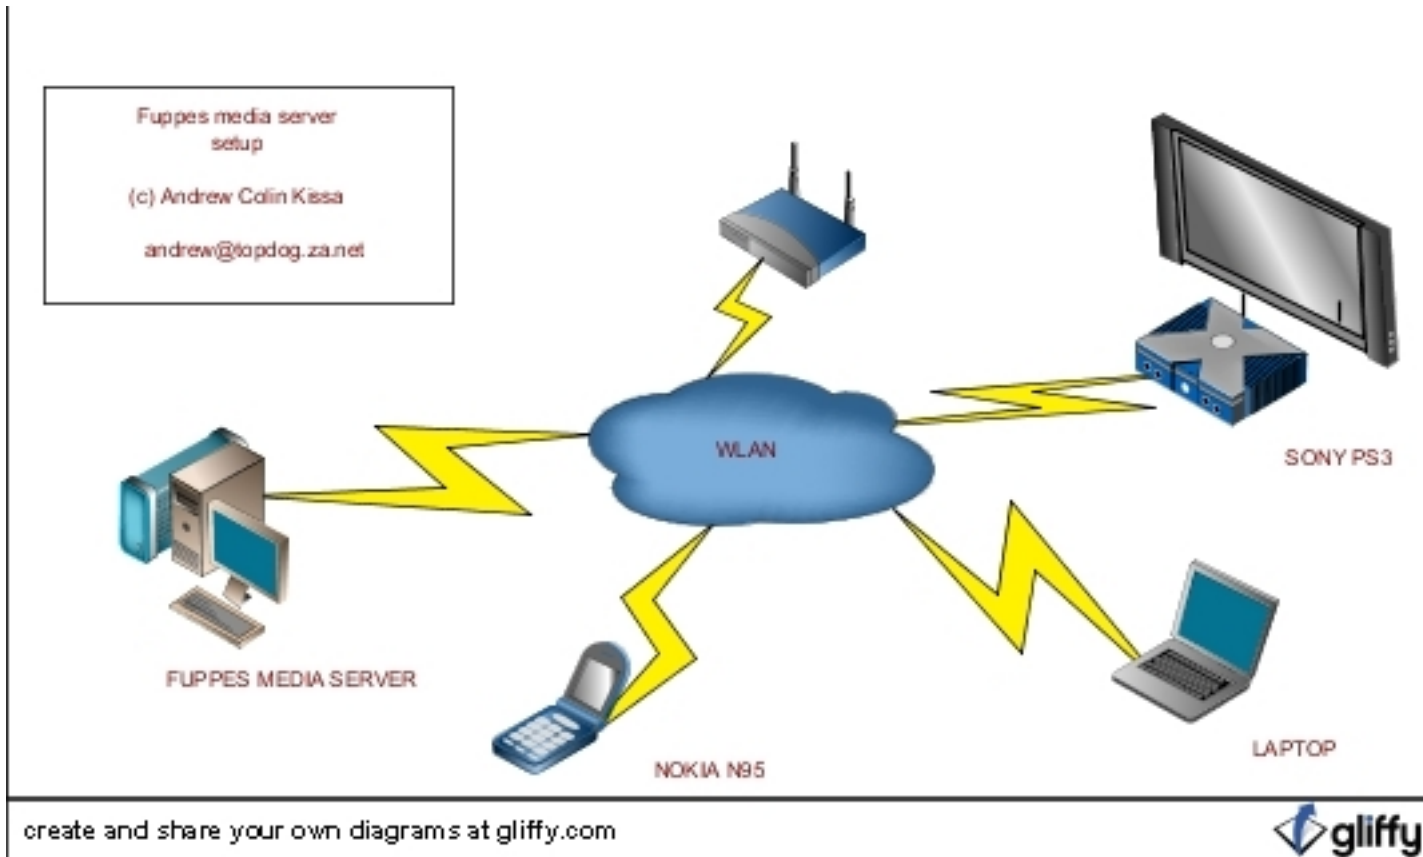 Fuppes media server
setup
(c) Andrew Colin Kissa
andrew@topdog.za.net
WLAN
SONY PS3
FUPPES MEDIA SERVER
NOKIA N95
LAPTOP
create and share your own diagrams at gliffy.com
gliffy